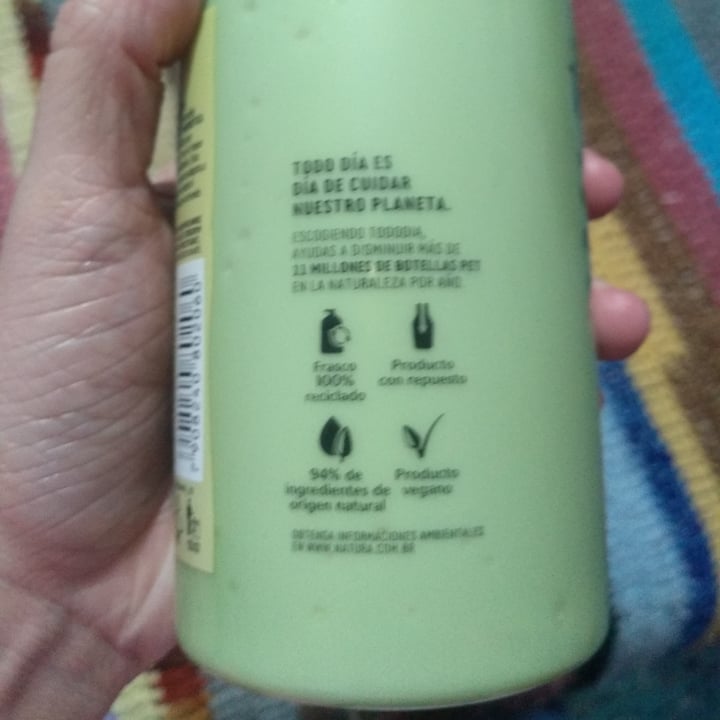 TODO DÍA ES
DÍA DE CUIDAR
NUESTRO PLANETA.
ESCOGIENDO TODODIA,
AYUDAS A DISMINUIR MÁS DE
11 MILLONES DE BOTELLAS PET
EN LA NATURALEZA POR AÑO.
Frasco
100%
reciclado
Producto
con repuesto
94% de
ingredientes de
origen natural
Producto
vegano
OBTENGA INFORMACIONES AMBIENTALES
EN WWW.NATURA.COM.BR